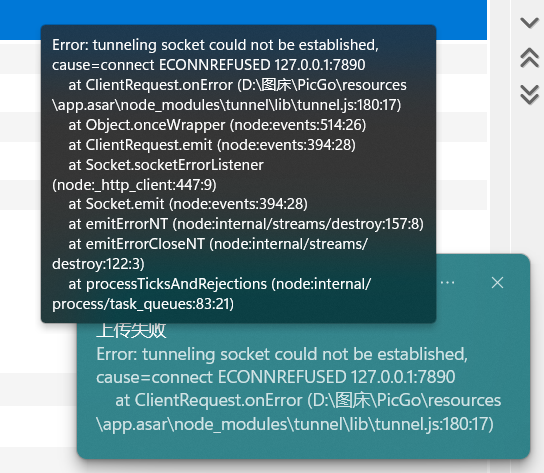 Error: tunneling socket could not be established,
cause=connect ECONNREFUSED 127.0.0.1:7890
at ClientRequest.onError (D:\图床\PicGo\resources
\app.asar\node_modules\tunnel\lib\tunnel.js:180:17)
at Object.onceWrapper (node:events:514:26)
at ClientRequest.emit (node:events:394:28)
at Socket.socketErrorListener
(node:_http_client:447:9)
at Socket.emit (node:events:394:28)
at emitErrorNT (node:internal/streams/destroy:157:8)
at emitErrorCloseNT (node:internal/streams/
destroy:122:3)
at processTicksAndRejections (node:internal/
process/task_queues:83:21)
上传失败
Error: tunneling socket could not be established,
cause=connect ECONNREFUSED 127.0.0.1:7890
at ClientRequest.onError (D:\图床\PicGo\resources
\app.asar\node_modules\tunnel\lib\tunnel.js:180:17)